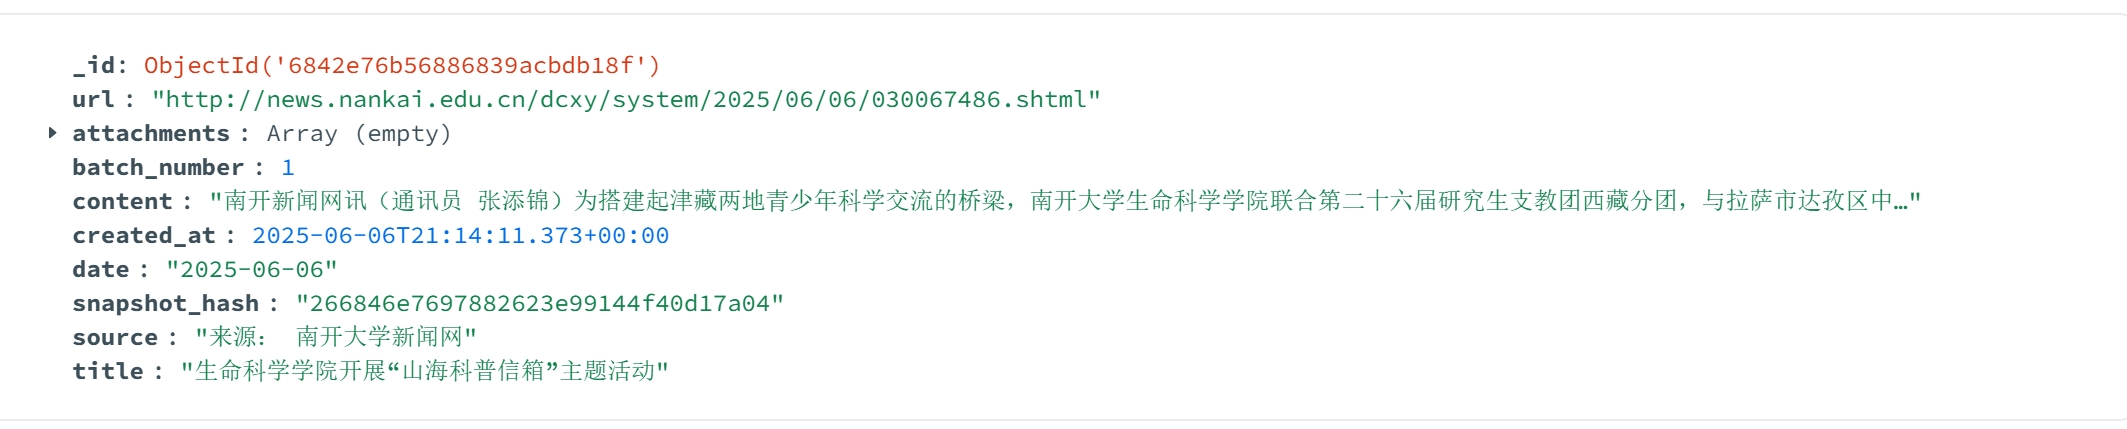 _id: ObjectId('6842e76b56886839acbdb18f')
url : "http://news.nankai.edu.cn/dcxy/system/2025/06/06/030067486.shtml"
attachments : Array (empty)
batch_number : 1
content : "南开新闻网讯（通讯员 张添锦）为搭建起津藏两地青少年科学交流的桥梁，南开大学生命科学学院联合第二十六届研究生支教团西藏分团，与拉萨市达孜区中…"
created_at : 2025-06-06T21:14:11.373+00:00
date : "2025-06-06"
snapshot_hash : "266846e7697882623e99144f40d17a04"
source : "来源： 南开大学新闻网"
title : "生命科学学院开展“山海科普信箱”主题活动"